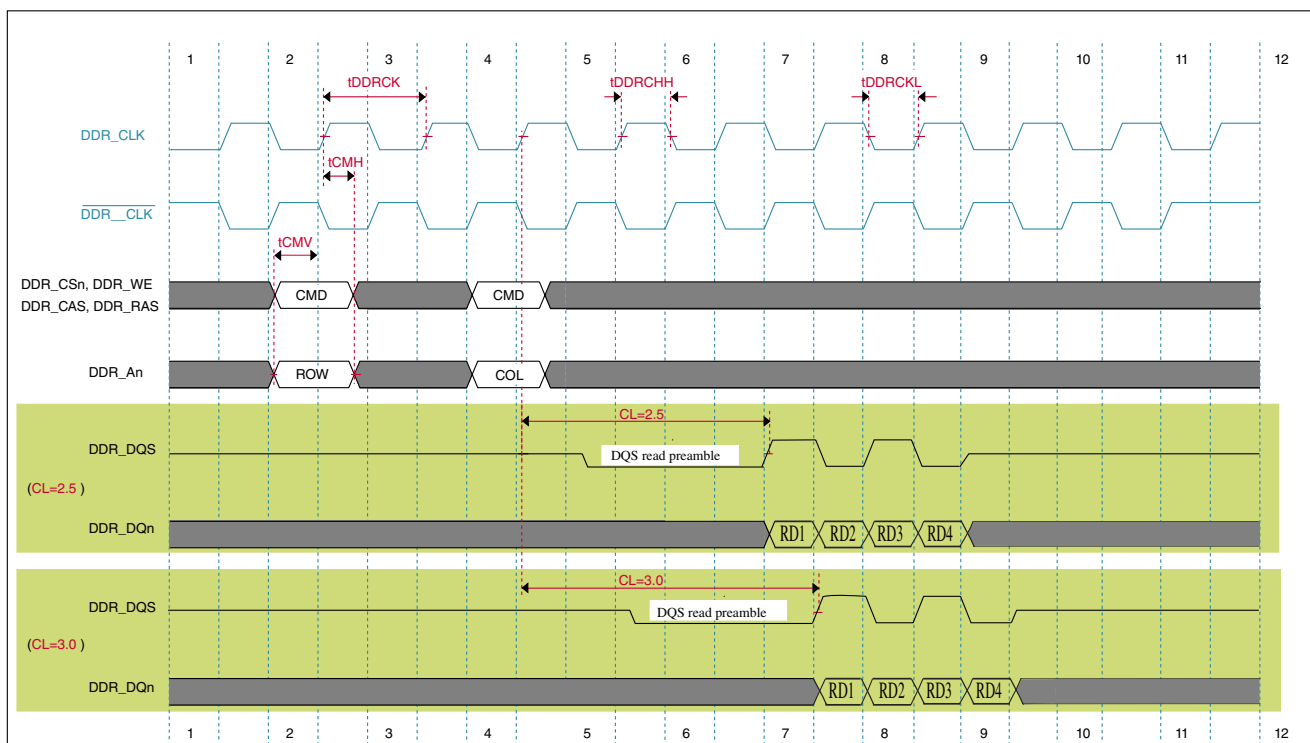 1 2 3 4 5 6 7 8 9 10 11 12
tDDRCK tDDRCHH tDDRCKL
DDR_CLK
tCMH
DDR__CLK
tCMV
DDR_CSn, DDR_WE
CMD CMD
DDR_CAS, DDR_RAS
DDR_An ROW COL
CL=2.5
DDR_DQS
DQS read preamble
(CL=2.5 )
DDR_DQn RD1 RD2 RD3 RD4
CL=3.0
DDR_DQS
DQS read preamble
(CL=3.0 )
DDR_DQn RD1 RD2 RD3 RD4
1 2 3 4 5 6 7 8 9 10 11 12